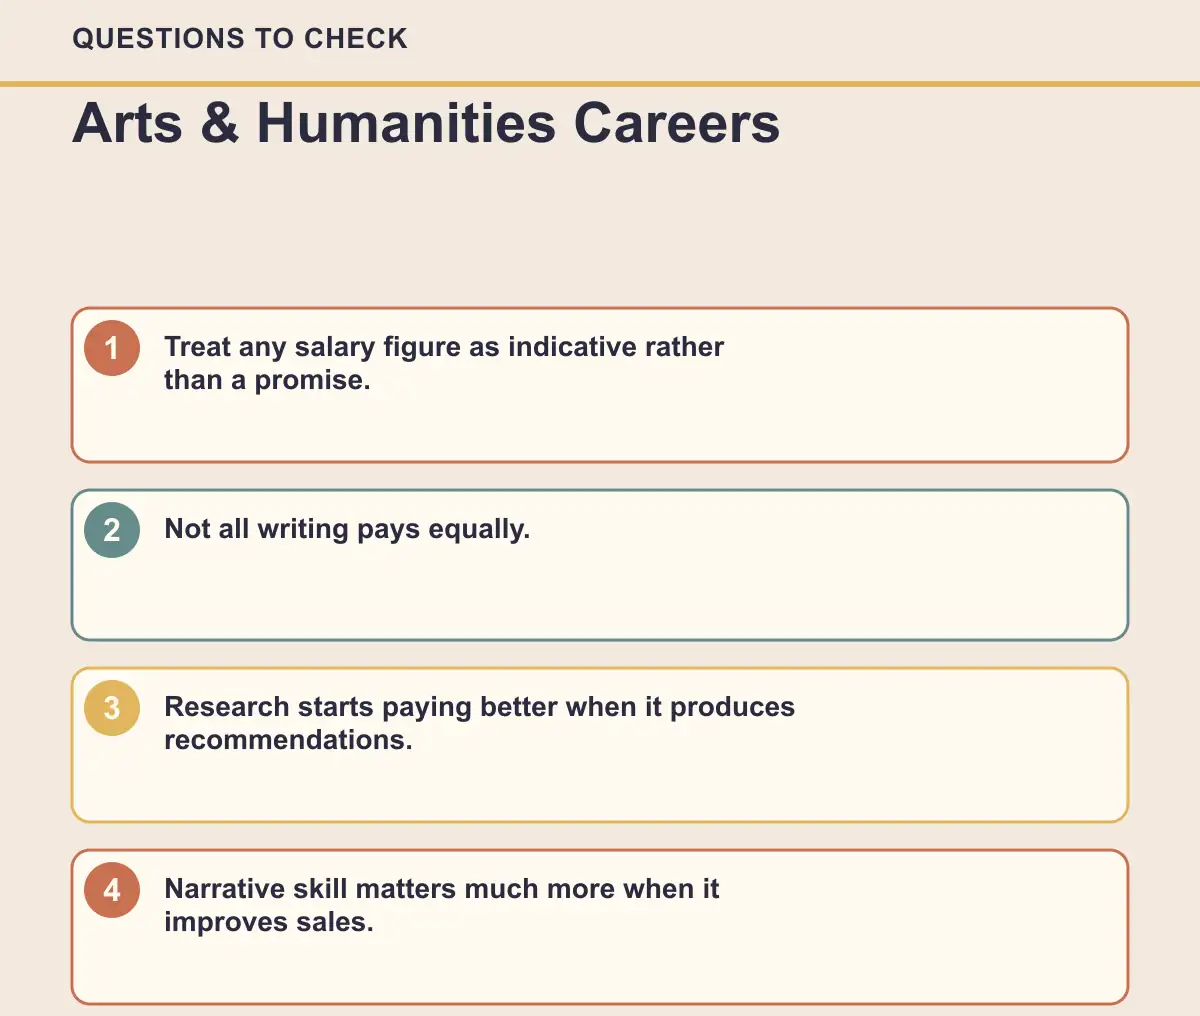 QUESTIONS TO CHECK
Arts & Humanities Careers
1
Treat any salary figure as indicative rather
than a promise.
2
Not all writing pays equally.
3
Research starts paying better when it produces
recommendations.
4
Narrative skill matters much more when it
improves sales.